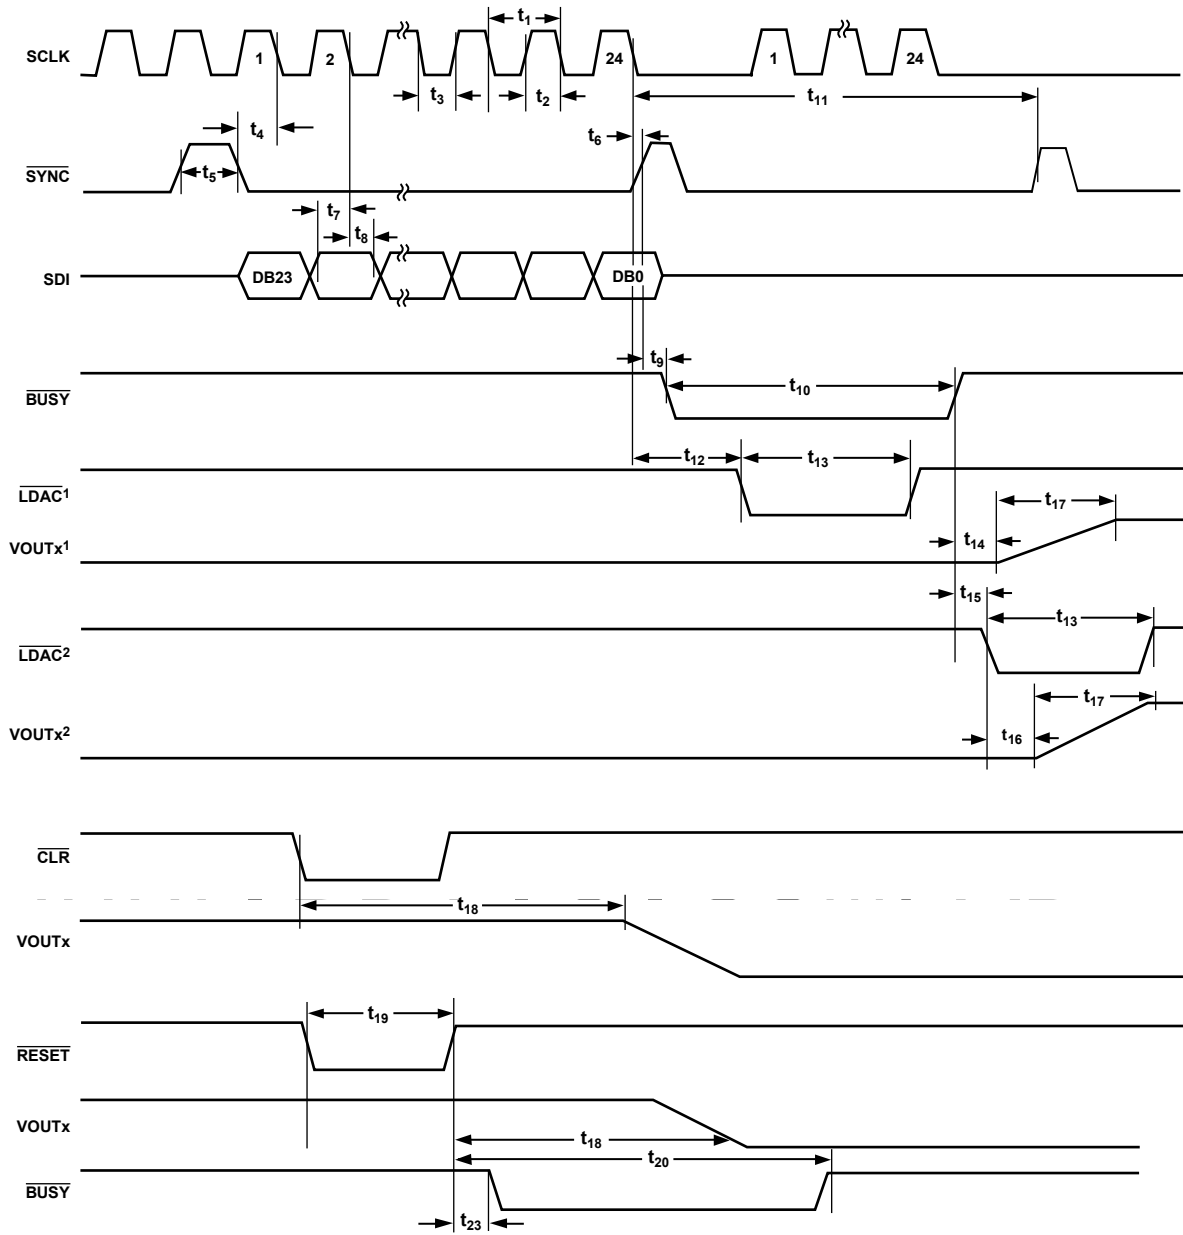 t1
SCLK 1 2 24 1 24
t3 t2 t11
t4 t6
SYNC t5
t7 t8
SDI DB23 DB0
t9
BUSY t10
t12 t13
LDAC1
t17
VOUTx1 t14
t15 t13
LDAC2
t17
VOUTx2 t16
CLR
t18
VOUTx
t19
RESET
VOUTx
t18
t20
BUSY
t23